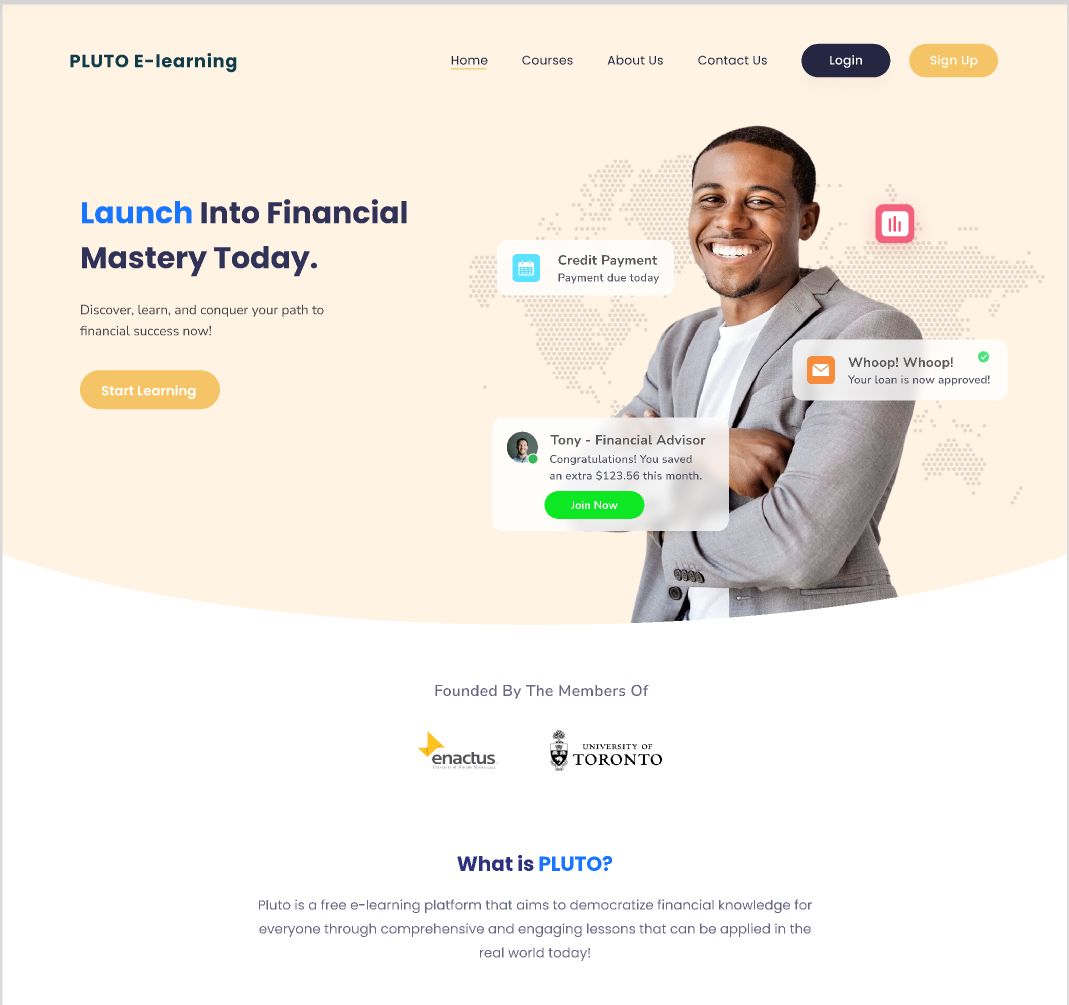 PLUTO E-learning
Home
Courses
About Us
Contact Us
Login
Sign Up
Launch Into Financial
Mastery Today.
Discover, learn, and conquer your path to
financial success now!
Start Learning
Credit Payment
Payment due today
Whoop! Whoop!
Your loan is now approved!
Tony - Financial Advisor
Congratulations! You saved
an extra $123.56 this month.
Join Now
Founded By The Members Of
enactus
UNIVERSITY OF
TORONTO
What is PLUTO?
Pluto is a free e-learning platform that aims to democratize financial knowledge for
everyone through comprehensive and engaging lessons that can be applied in the
real world today!